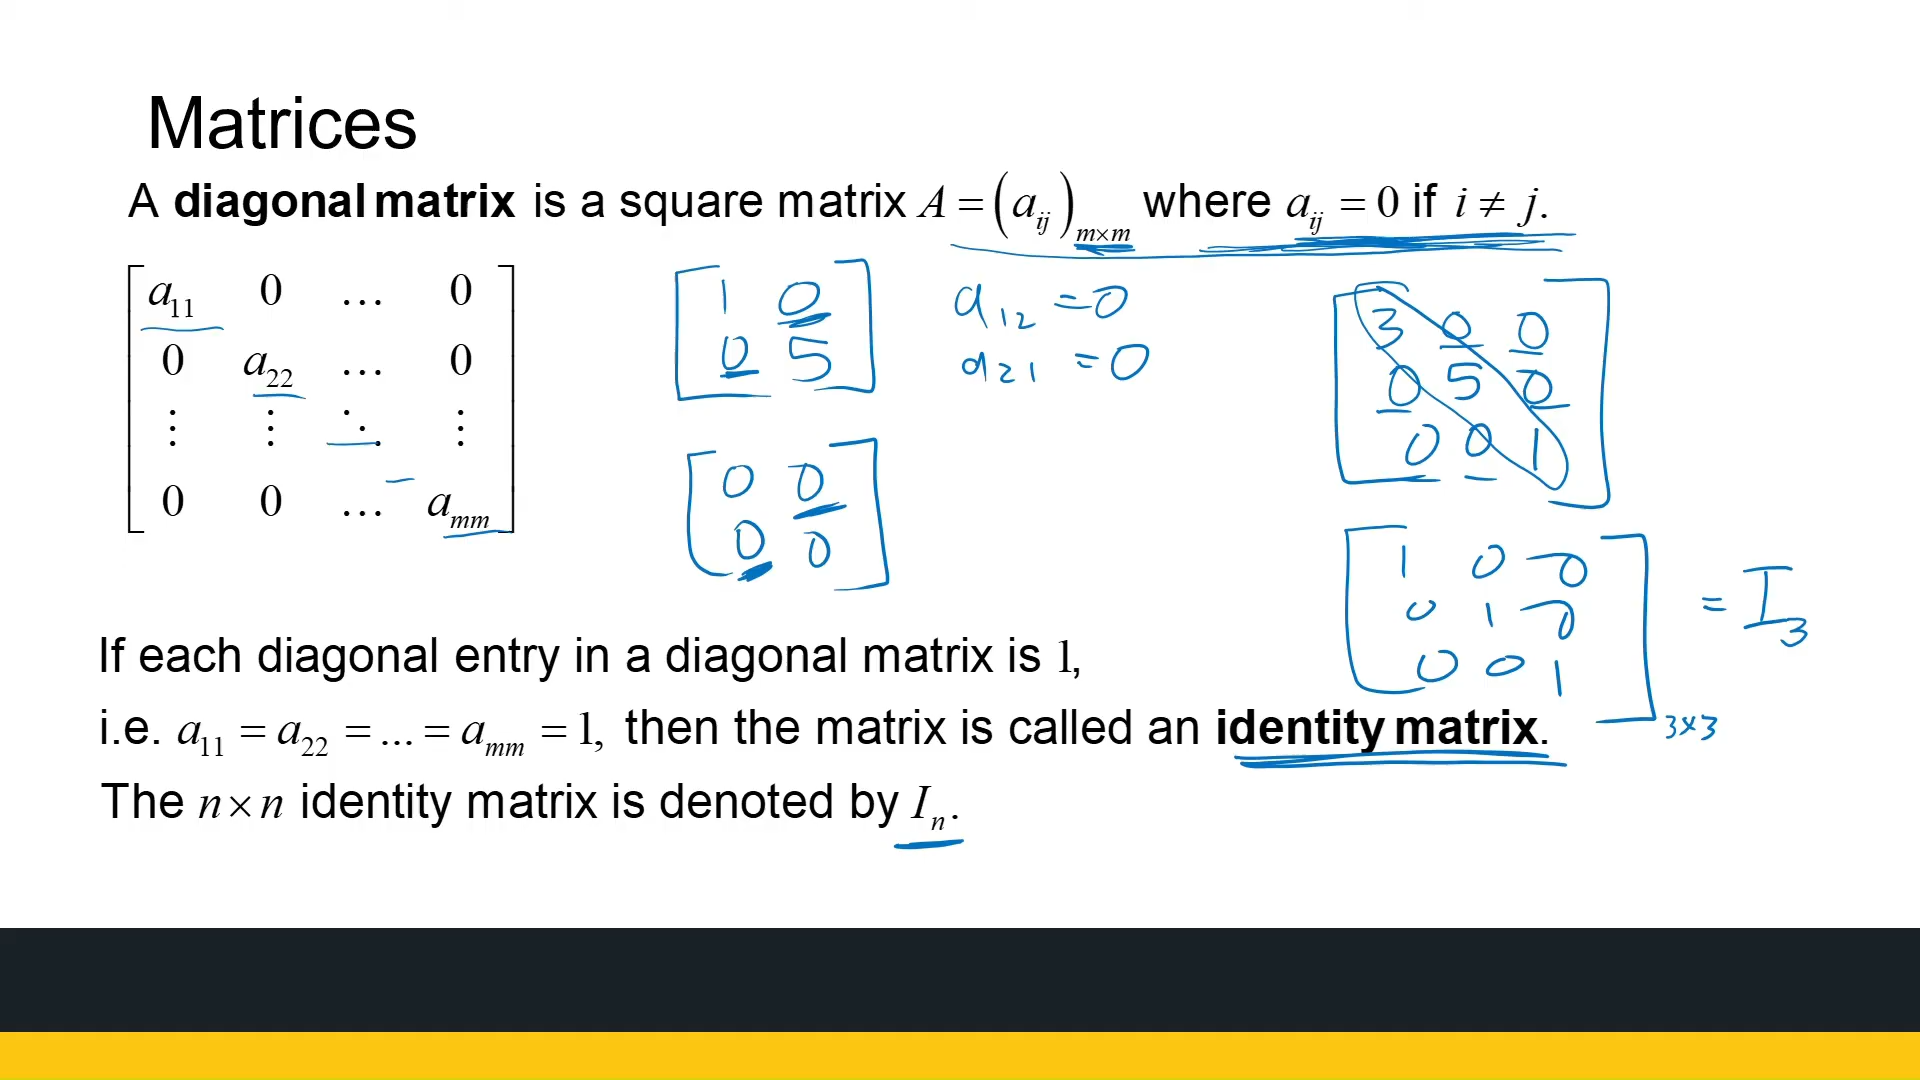 Matrices
A diagonal matrix is a square matrix A = (a_ij)_m×m where a_ij = 0 if i ≠ j.
a_11 0 … 0
0 a_22 … 0
⋮ ⋮ ⋱ ⋮
0 0 … a_mm
1 0
0 5
a_12 = 0
a_21 = 0
3 0 0
0 5 0
0 0 1
0 0
0 0
1 0 0
0 1 0
0 0 1
3×3
= I_3
If each diagonal entry in a diagonal matrix is 1,
i.e. a_11 = a_22 = ... = a_mm = 1, then the matrix is called an identity matrix.
The n×n identity matrix is denoted by I_n.